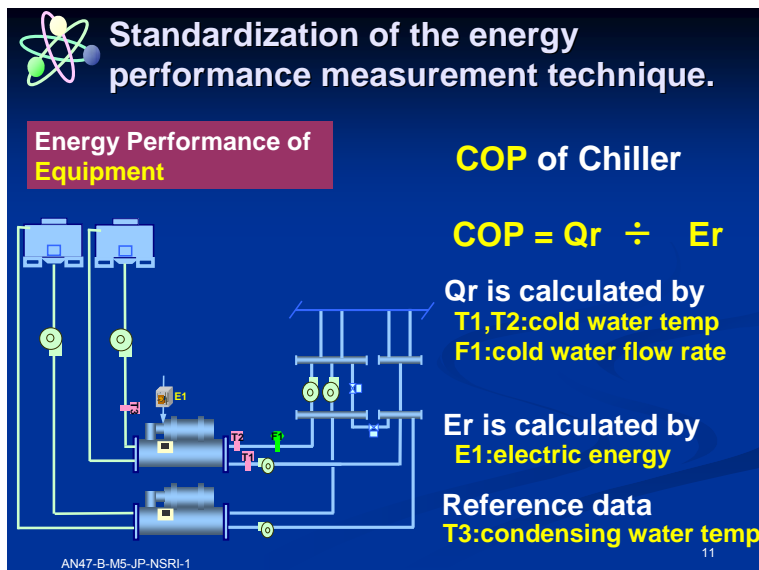 Standardization of the energy
performance measurement technique.
Energy Performance of
Equipment
COP of Chiller
COP = Qr ÷ Er
Qr is calculated by
T1,T2:cold water temp
F1:cold water flow rate
T3
E1
T2
F1
T1
Er is calculated by
E1:electric energy
Reference data
T3:condensing water temp
11
AN47-B-M5-JP-NSRI-1